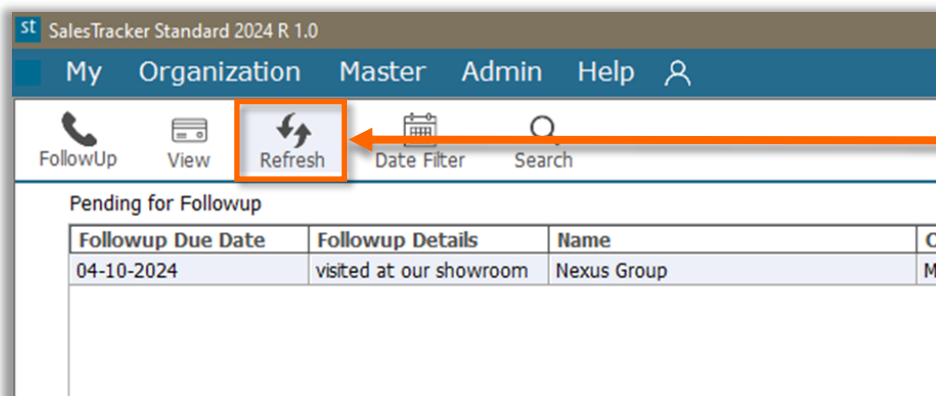 st SalesTracker Standard 2024 R 1.0
My Organization Master Admin Help
FollowUp View Refresh Date Filter Search
Pending for Followup
Followup Due Date Followup Details Name
04-10-2024 visited at our showroom Nexus Group